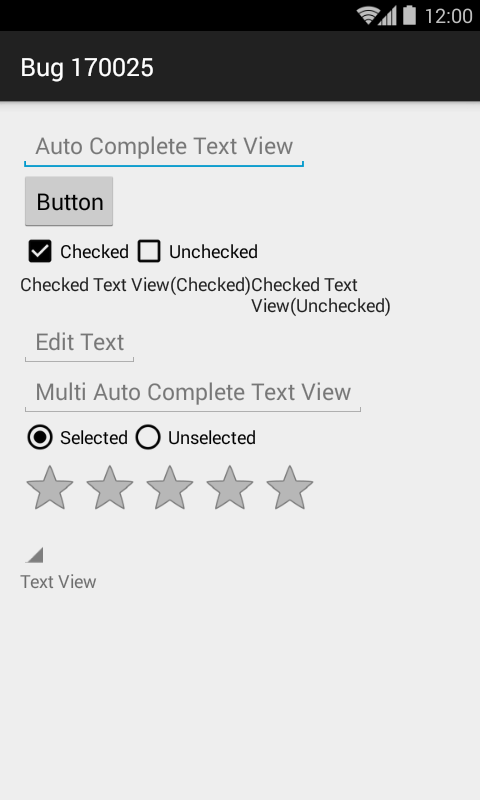 12:00
Bug 170025
Auto Complete Text View
Button
Checked Unchecked
Checked Text View(Checked)Checked Text
View(Unchecked)
Edit Text
Multi Auto Complete Text View
Selected Unselected
Text View